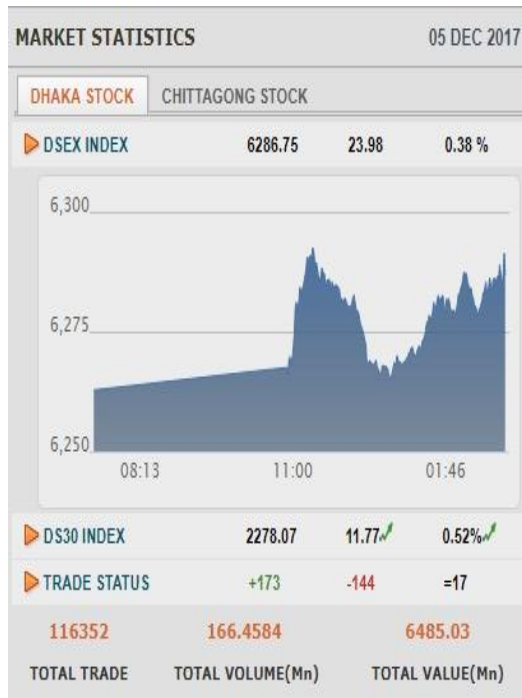 MARKET STATISTICS 05 DEC 2017
DHAKA STOCK CHITTAGONG STOCK
DSEX INDEX 6286.75 23.98 0.38 %
6,300
6,275
6,250
08:13 11:00 01:46
DS30 INDEX 2278.07 11.77 0.52%
TRADE STATUS +173 -144 =17
116352 166.4584 6485.03
TOTAL TRADE TOTAL VOLUME(Mn) TOTAL VALUE(Mn)